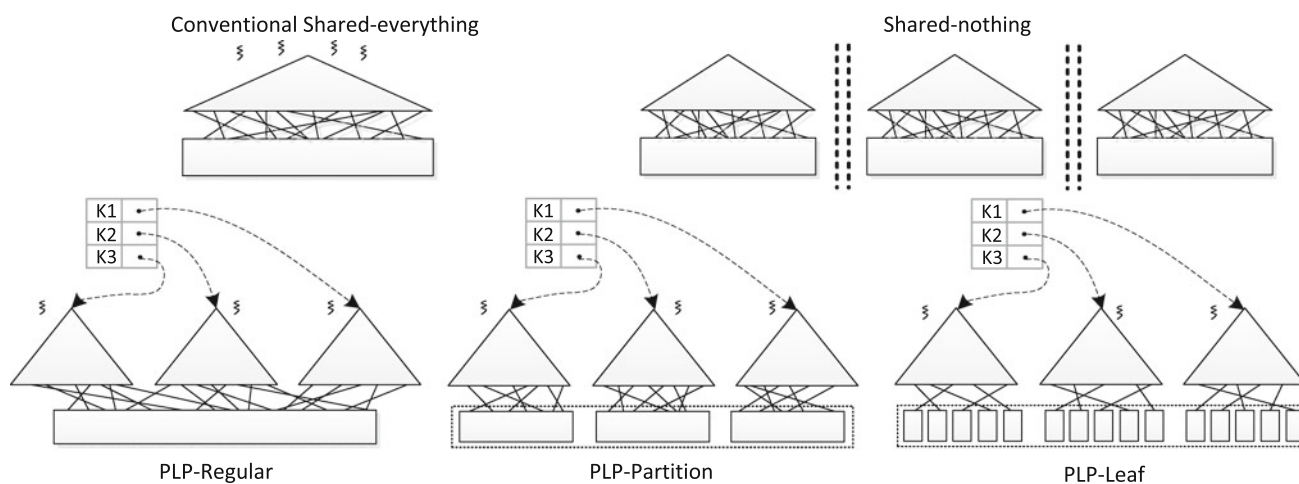 Conventional Shared-everything
Shared-nothing
K1
K2
K3
K1
K2
K3
K1
K2
K3
PLP-Regular
PLP-Partition
PLP-Leaf